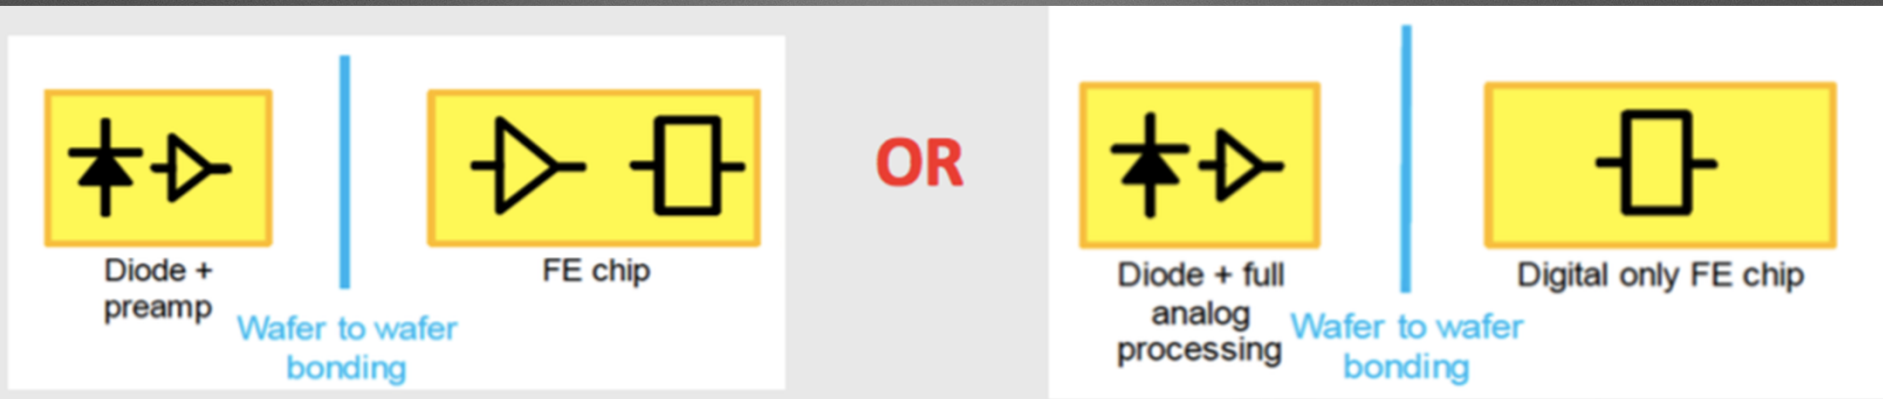 Diode +
preamp
Wafer to wafer
bonding
FE chip
OR
Diode + full
analog
processing
Wafer to wafer
bonding
Digital only FE chip